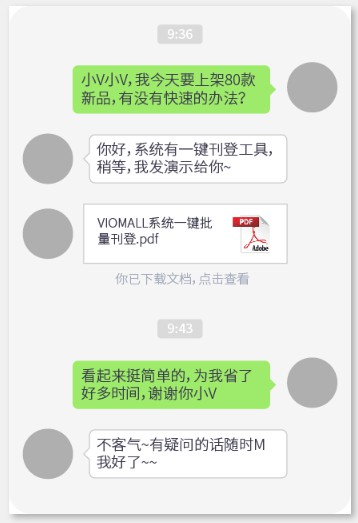 9:36
小V小V,我今天要上架80款
新品,有没有快速的办法?
你好,系统有一键刊登工具,
稍等,我发演示给你~
VIOMALL系统一键批
量刊登.pdf
PDF
Adobe
你已下载文档,点击查看
9:43
看起来挺简单的,为我省了
好多时间,谢谢你小V
不客气~有疑问的话随时M
我好了~~